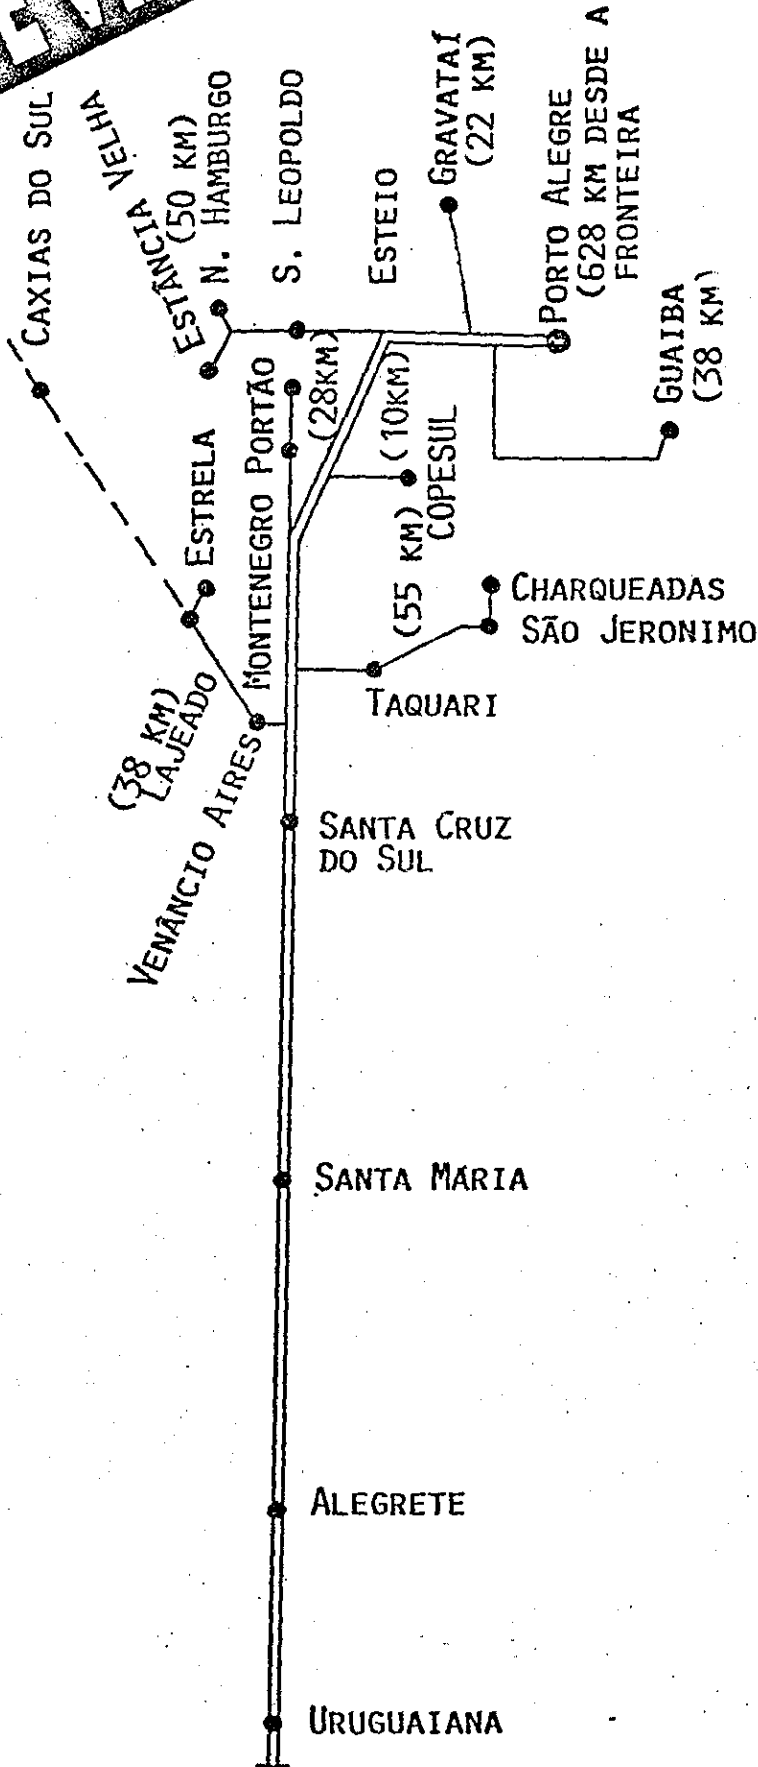 CAXIAS DO SUL
ESTÂNCIA VELHA
(50 KM)
N. HAMBURGO
S. LEOPOLDO
ESTEIO
GRAVATAÍ
(22 KM)
PORTO ALEGRE
(628 KM DESDE A
FRONTEIRA
GUAIBA
(38 KM)
ESTRELA
MONTENEGRO
PORTÃO
(28KM)
(10KM)
COPESUL
(55 KM)
CHARQUEADAS
SÃO JERONIMO
TAQUARI
(38 KM)
LAJEADO
VENÂNCIO AIRES
SANTA CRUZ
DO SUL
SANTA MARIA
ALEGRETE
URUGUAIANA